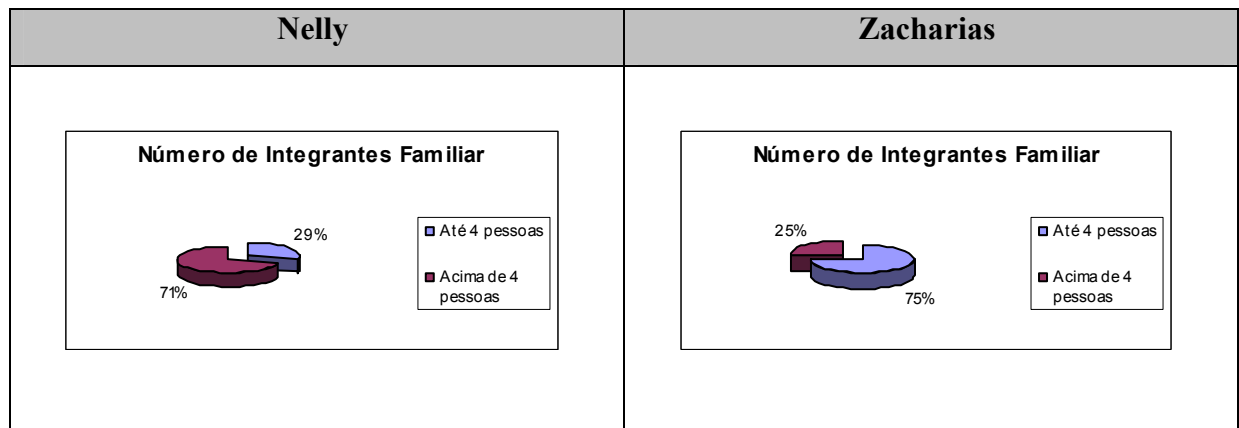 Nelly
Zacharias
Número de Integrantes Familiar
29%
71%
Até 4 pessoas
Acima de 4
pessoas
Número de Integrantes Familiar
25%
75%
Até 4 pessoas
Acima de 4
pessoas